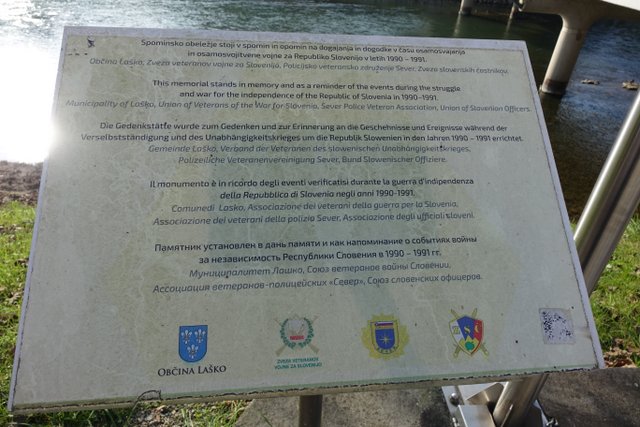 Spominsko obeležje stoji v spomin in opomin na dogajanja in dogodke v času osamosvajanja
in osamosvojitvene vojne za Republiko Slovenijo v letih 1990 – 1991.
Občina Laško, Zveza veteranov vojne za Slovenijo, Policijsko veteransko združenje Sever, Zveza slovenskih častnikov.
This memorial stands in memory and as a reminder of the events during the struggle
and war for the independence of the Republic of Slovenia in 1990-1991.
Municipality of Laško, Union of Veterans of the War for Slovenia, Sever Police Veteran Association, Union of Slovenian Officers.
Die Gedenkstätte wurde zum Gedenken und zur Erinnerung an die Geschehnisse und Ereignisse während der
Verselbstständigung und des Unabhängigkeitskrieges um die Republik Slowenien in den Jahren 1990 – 1991 errichtet.
Gemeinde Laško, Verband der Veteranen des slowenischen Unabhängigkeitskrieges,
Polizeiliche Veteranenvereinigung Sever, Bund Slowenischer Offiziere.
Il monumento è in ricordo degli eventi verificatisi durante la guerra d'indipendenza
della Repubblica di Slovenia negli anni 1990-1991.
Comunedi Lasko, Associazione dei veterani della guerra per la Slovenia,
Associazione dei veterani della polizia Sever, Associazione degli ufficiali sloveni.
Памятник установлен в дань памяти и как напоминание о событиях войны
за независимость Республики Словения в 1990 – 1991 гг.
Муниципалитет Лашко, Союз ветеранов войны Словении,
Ассоциация ветеранов-полицейских «Север», Союз словенских офицеров.
OBČINA LAŠKO
ZVEZA VETERANOV
VOJNE ZA SLOVENIJO